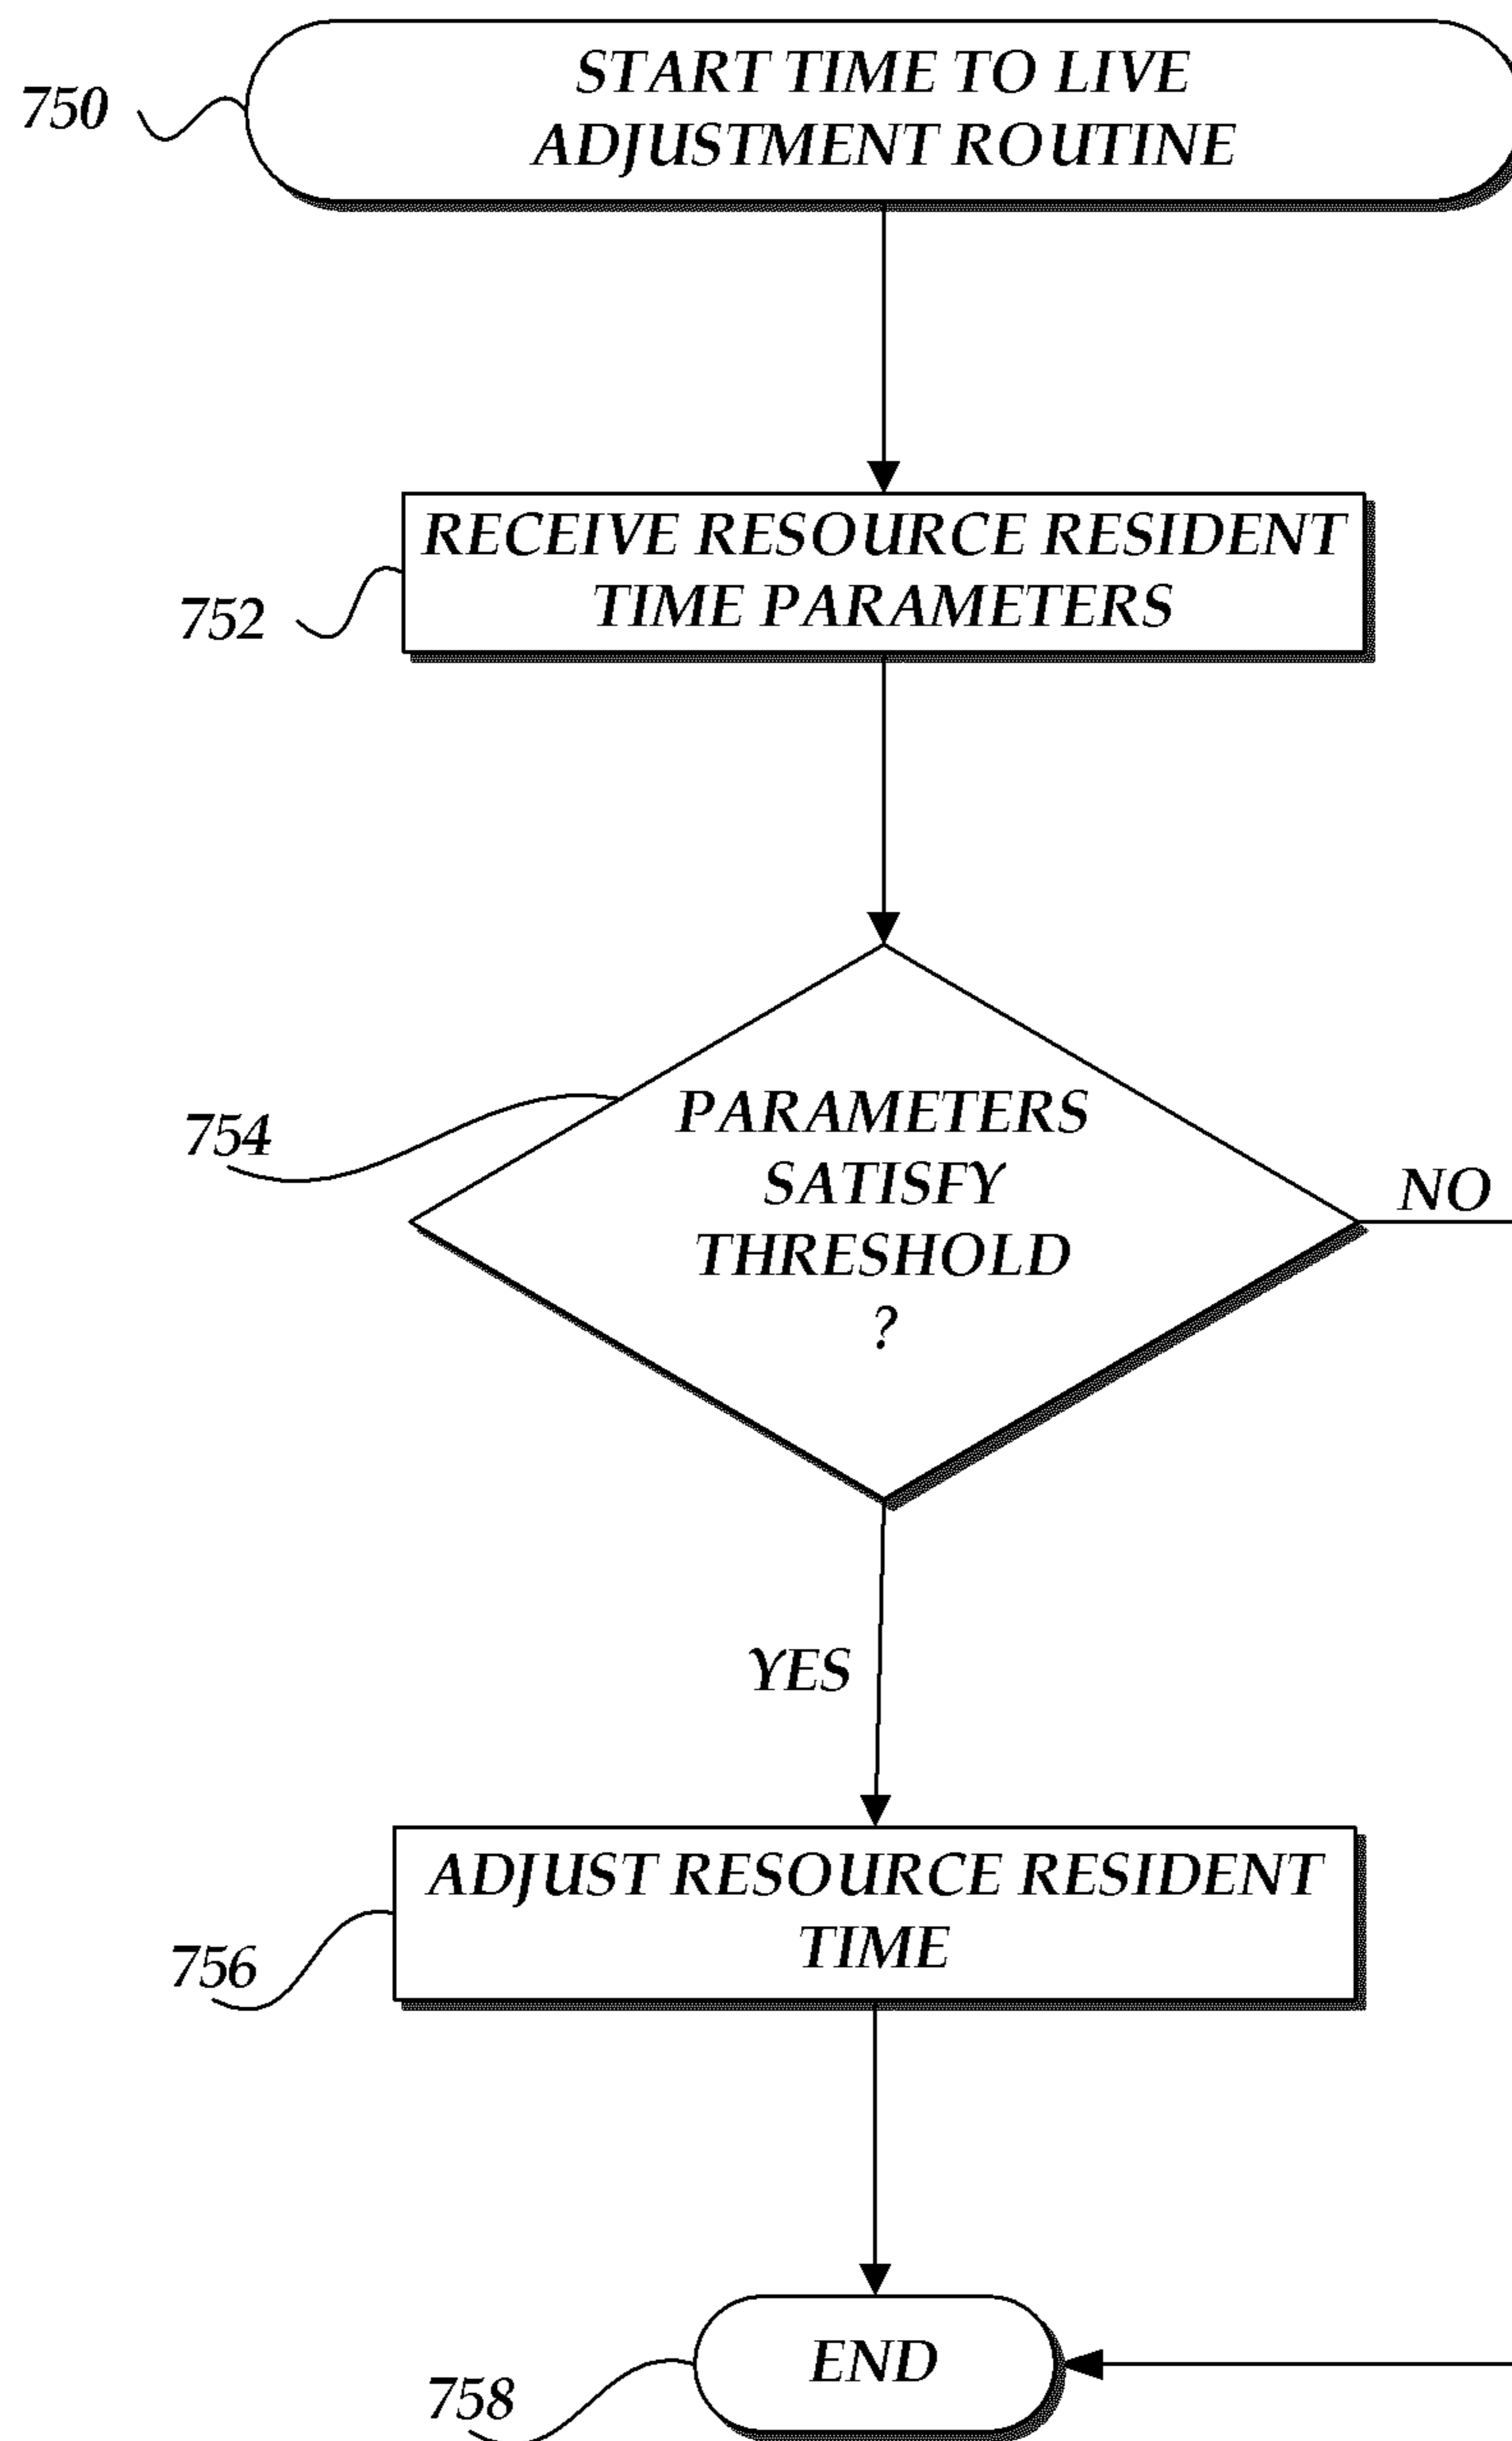 750
START TIME TO LIVE
ADJUSTMENT ROUTINE
RECEIVE RESOURCE RESIDENT
TIME PARAMETERS
752
PARAMETERS
SATISFY
THRESHOLD
?
754
NO
YES
ADJUST RESOURCE RESIDENT
TIME
756
END
758